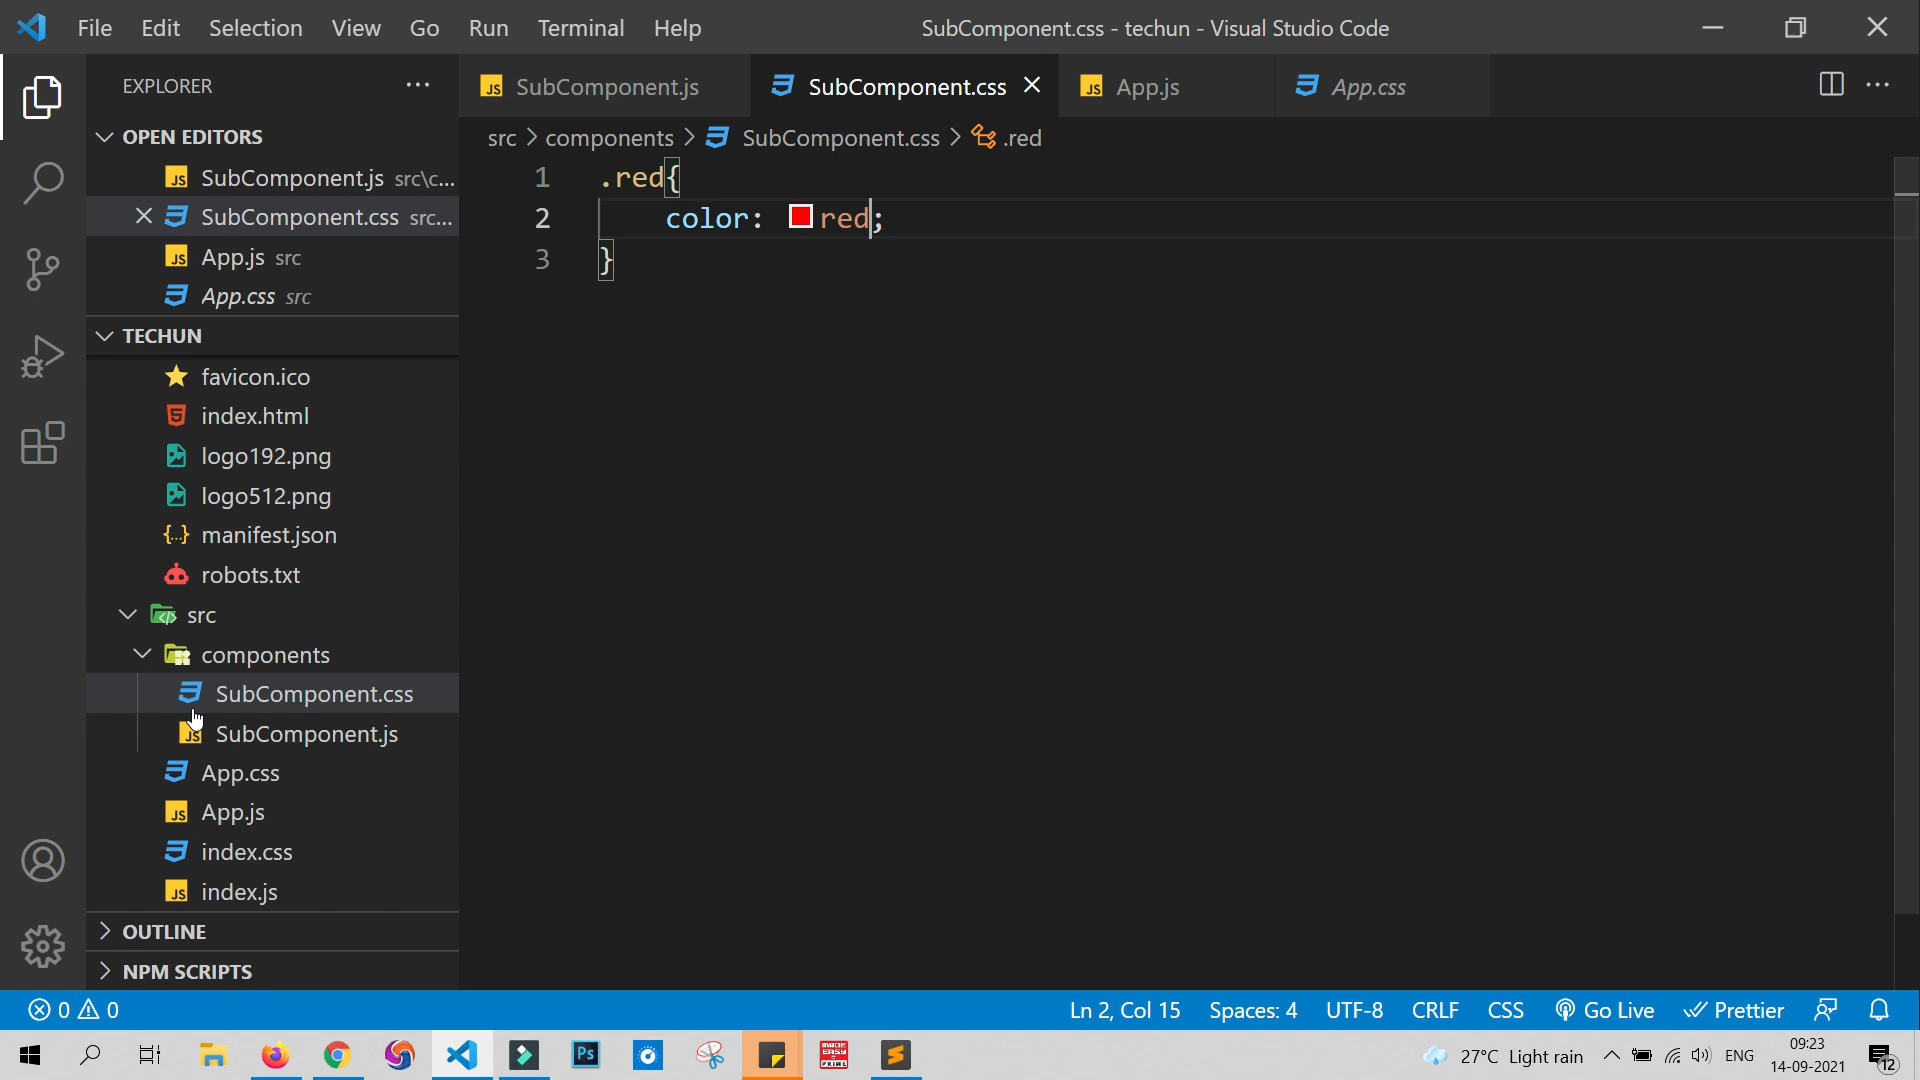 File Edit Selection View Go Run Terminal Help
SubComponent.css - techun - Visual Studio Code
EXPLORER
SubComponent.js
SubComponent.css
App.js
App.css
OPEN EDITORS
SubComponent.js src\c...
SubComponent.css src...
App.js src
App.css src
TECHUN
favicon.ico
index.html
logo192.png
logo512.png
manifest.json
robots.txt
src
components
SubComponent.css
SubComponent.js
App.css
App.js
index.css
index.js
OUTLINE
NPM SCRIPTS
src > components > SubComponent.css > .red
1 .red{
2 color: red;
3 }
0 0
Ln 2, Col 15 Spaces: 4 UTF-8 CRLF CSS Go Live Prettier
Ps
MADE EASY PRIME
27°C Light rain
ENG
09:23
14-09-2021
12